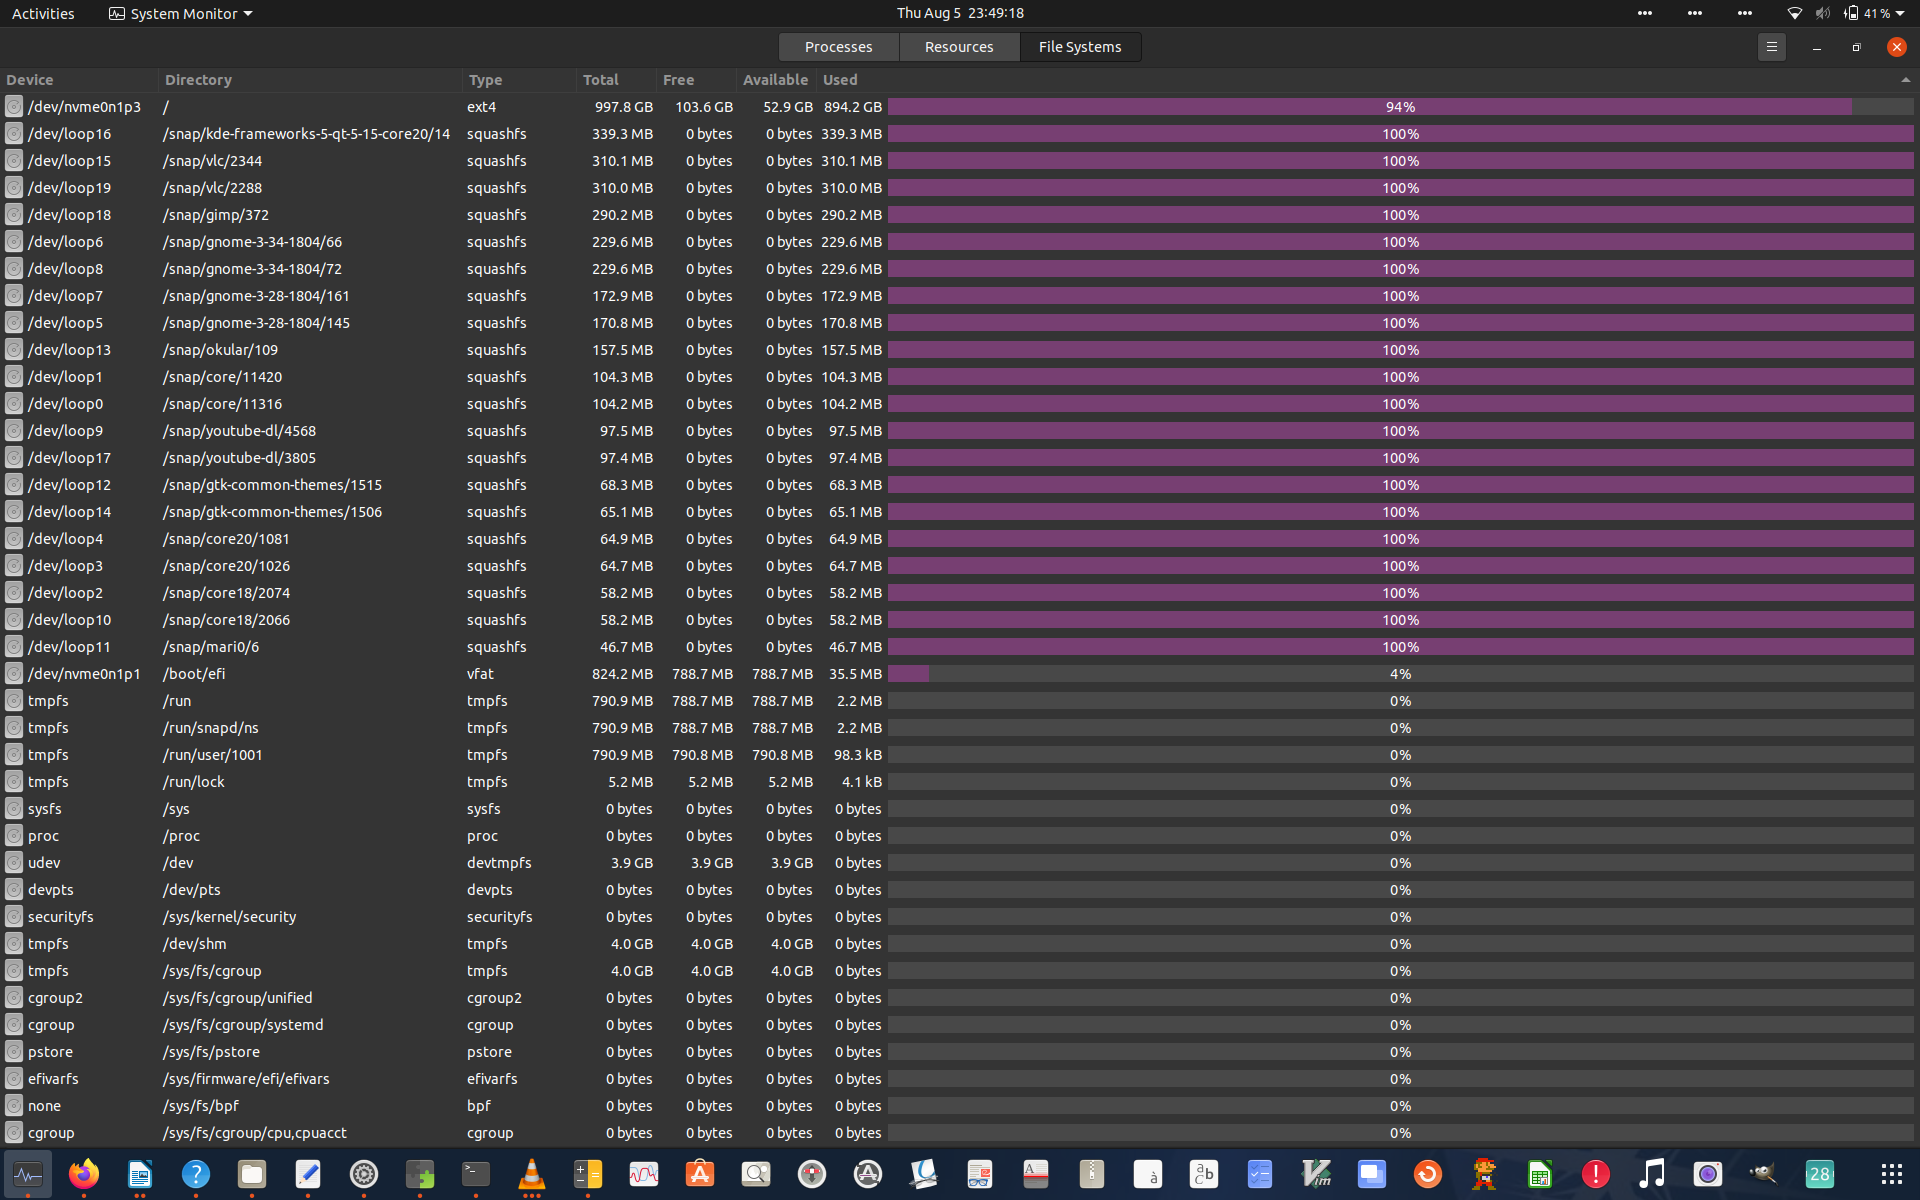 Activities System Monitor Thu Aug 5 23:49:18 41%
Processes Resources File Systems
Device Directory Type Total Free Available Used
/dev/nvme0n1p3 / ext4 997.8 GB 103.6 GB 52.9 GB 894.2 GB 94%
/dev/loop16 /snap/kde-frameworks-5-qt-5-15-core20/14 squashfs 339.3 MB 0 bytes 0 bytes 339.3 MB 100%
/dev/loop15 /snap/vlc/2344 squashfs 310.1 MB 0 bytes 0 bytes 310.1 MB 100%
/dev/loop19 /snap/vlc/2288 squashfs 310.0 MB 0 bytes 0 bytes 310.0 MB 100%
/dev/loop18 /snap/gimp/372 squashfs 290.2 MB 0 bytes 0 bytes 290.2 MB 100%
/dev/loop6 /snap/gnome-3-34-1804/66 squashfs 229.6 MB 0 bytes 0 bytes 229.6 MB 100%
/dev/loop8 /snap/gnome-3-34-1804/72 squashfs 229.6 MB 0 bytes 0 bytes 229.6 MB 100%
/dev/loop7 /snap/gnome-3-28-1804/161 squashfs 172.9 MB 0 bytes 0 bytes 172.9 MB 100%
/dev/loop5 /snap/gnome-3-28-1804/145 squashfs 170.8 MB 0 bytes 0 bytes 170.8 MB 100%
/dev/loop13 /snap/okular/109 squashfs 157.5 MB 0 bytes 0 bytes 157.5 MB 100%
/dev/loop1 /snap/core/11420 squashfs 104.3 MB 0 bytes 0 bytes 104.3 MB 100%
/dev/loop0 /snap/core/11316 squashfs 104.2 MB 0 bytes 0 bytes 104.2 MB 100%
/dev/loop9 /snap/youtube-dl/4568 squashfs 97.5 MB 0 bytes 0 bytes 97.5 MB 100%
/dev/loop17 /snap/youtube-dl/3805 squashfs 97.4 MB 0 bytes 0 bytes 97.4 MB 100%
/dev/loop12 /snap/gtk-common-themes/1515 squashfs 68.3 MB 0 bytes 0 bytes 68.3 MB 100%
/dev/loop14 /snap/gtk-common-themes/1506 squashfs 65.1 MB 0 bytes 0 bytes 65.1 MB 100%
/dev/loop4 /snap/core20/1081 squashfs 64.9 MB 0 bytes 0 bytes 64.9 MB 100%
/dev/loop3 /snap/core20/1026 squashfs 64.7 MB 0 bytes 0 bytes 64.7 MB 100%
/dev/loop2 /snap/core18/2074 squashfs 58.2 MB 0 bytes 0 bytes 58.2 MB 100%
/dev/loop10 /snap/core18/2066 squashfs 58.2 MB 0 bytes 0 bytes 58.2 MB 100%
/dev/loop11 /snap/mari0/6 squashfs 46.7 MB 0 bytes 0 bytes 46.7 MB 100%
/dev/nvme0n1p1 /boot/efi vfat 824.2 MB 788.7 MB 788.7 MB 35.5 MB 4%
tmpfs /run tmpfs 790.9 MB 788.7 MB 788.7 MB 2.2 MB 0%
tmpfs /run/snapd/ns tmpfs 790.9 MB 788.7 MB 788.7 MB 2.2 MB 0%
tmpfs /run/user/1001 tmpfs 790.9 MB 790.8 MB 790.8 MB 98.3 kB 0%
tmpfs /run/lock tmpfs 5.2 MB 5.2 MB 5.2 MB 4.1 kB 0%
sysfs /sys sysfs 0 bytes 0 bytes 0 bytes 0 bytes 0%
proc /proc proc 0 bytes 0 bytes 0 bytes 0 bytes 0%
udev /dev devtmpfs 3.9 GB 3.9 GB 3.9 GB 0 bytes 0%
devpts /dev/pts devpts 0 bytes 0 bytes 0 bytes 0 bytes 0%
securityfs /sys/kernel/security securityfs 0 bytes 0 bytes 0 bytes 0 bytes 0%
tmpfs /dev/shm tmpfs 4.0 GB 4.0 GB 4.0 GB 0 bytes 0%
tmpfs /sys/fs/cgroup tmpfs 4.0 GB 4.0 GB 4.0 GB 0 bytes 0%
cgroup2 /sys/fs/cgroup/unified cgroup2 0 bytes 0 bytes 0 bytes 0 bytes 0%
cgroup /sys/fs/cgroup/systemd cgroup 0 bytes 0 bytes 0 bytes 0 bytes 0%
pstore /sys/fs/pstore pstore 0 bytes 0 bytes 0 bytes 0 bytes 0%
efivarfs /sys/firmware/efi/efivars efivarfs 0 bytes 0 bytes 0 bytes 0 bytes 0%
none /sys/fs/bpf bpf 0 bytes 0 bytes 0 bytes 0 bytes 0%
cgroup /sys/fs/cgroup/cpu,cpuacct cgroup 0 bytes 0 bytes 0 bytes 0 bytes 0%
? A à a b c Vim ! 28